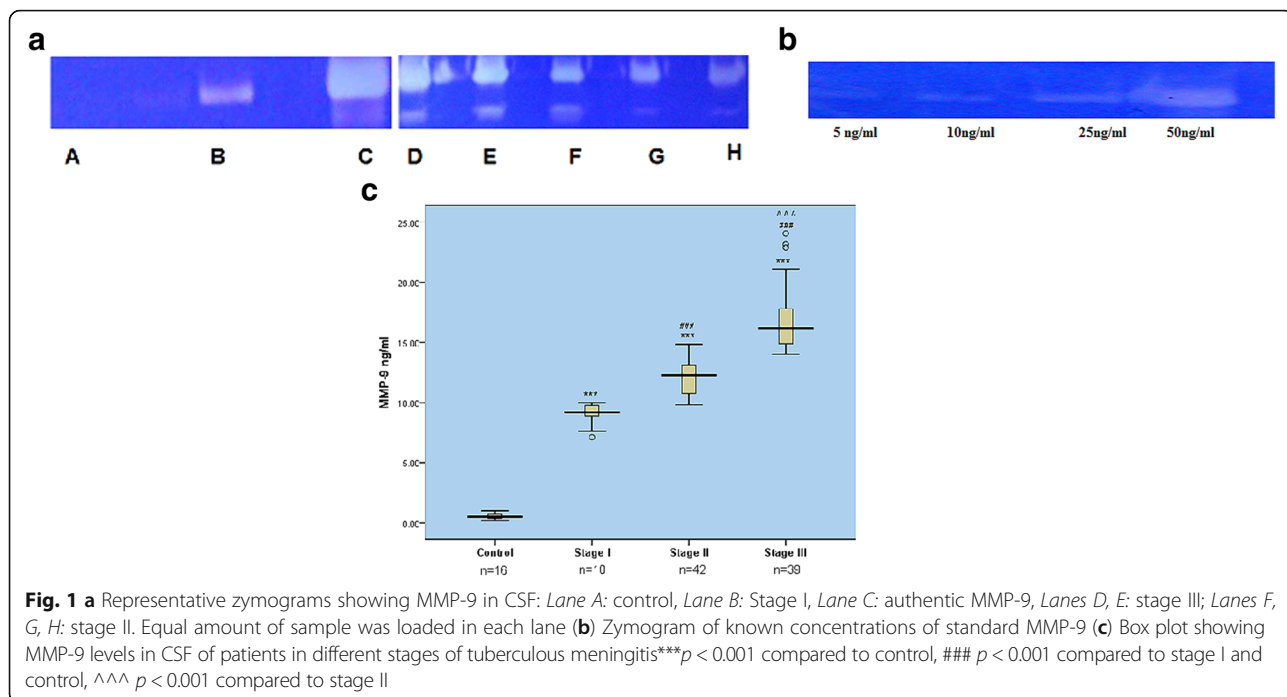 a
b
A B C D E F G H
5 ng/ml 10ng/ml 25ng/ml 50ng/ml
c
MMP-9 ng/ml
25.00
20.00
15.00
10.00
5.00
0.00
***
###
***
^^^
###
***
Control Stage I Stage II Stage III
n=16 n=10 n=42 n=39
Fig. 1 a Representative zymograms showing MMP-9 in CSF: Lane A: control, Lane B: Stage I, Lane C: authentic MMP-9, Lanes D, E: stage III; Lanes F,
G, H: stage II. Equal amount of sample was loaded in each lane (b) Zymogram of known concentrations of standard MMP-9 (c) Box plot showing
MMP-9 levels in CSF of patients in different stages of tuberculous meningitis***p < 0.001 compared to control, ### p < 0.001 compared to stage I and
control, ^^^ p < 0.001 compared to stage II